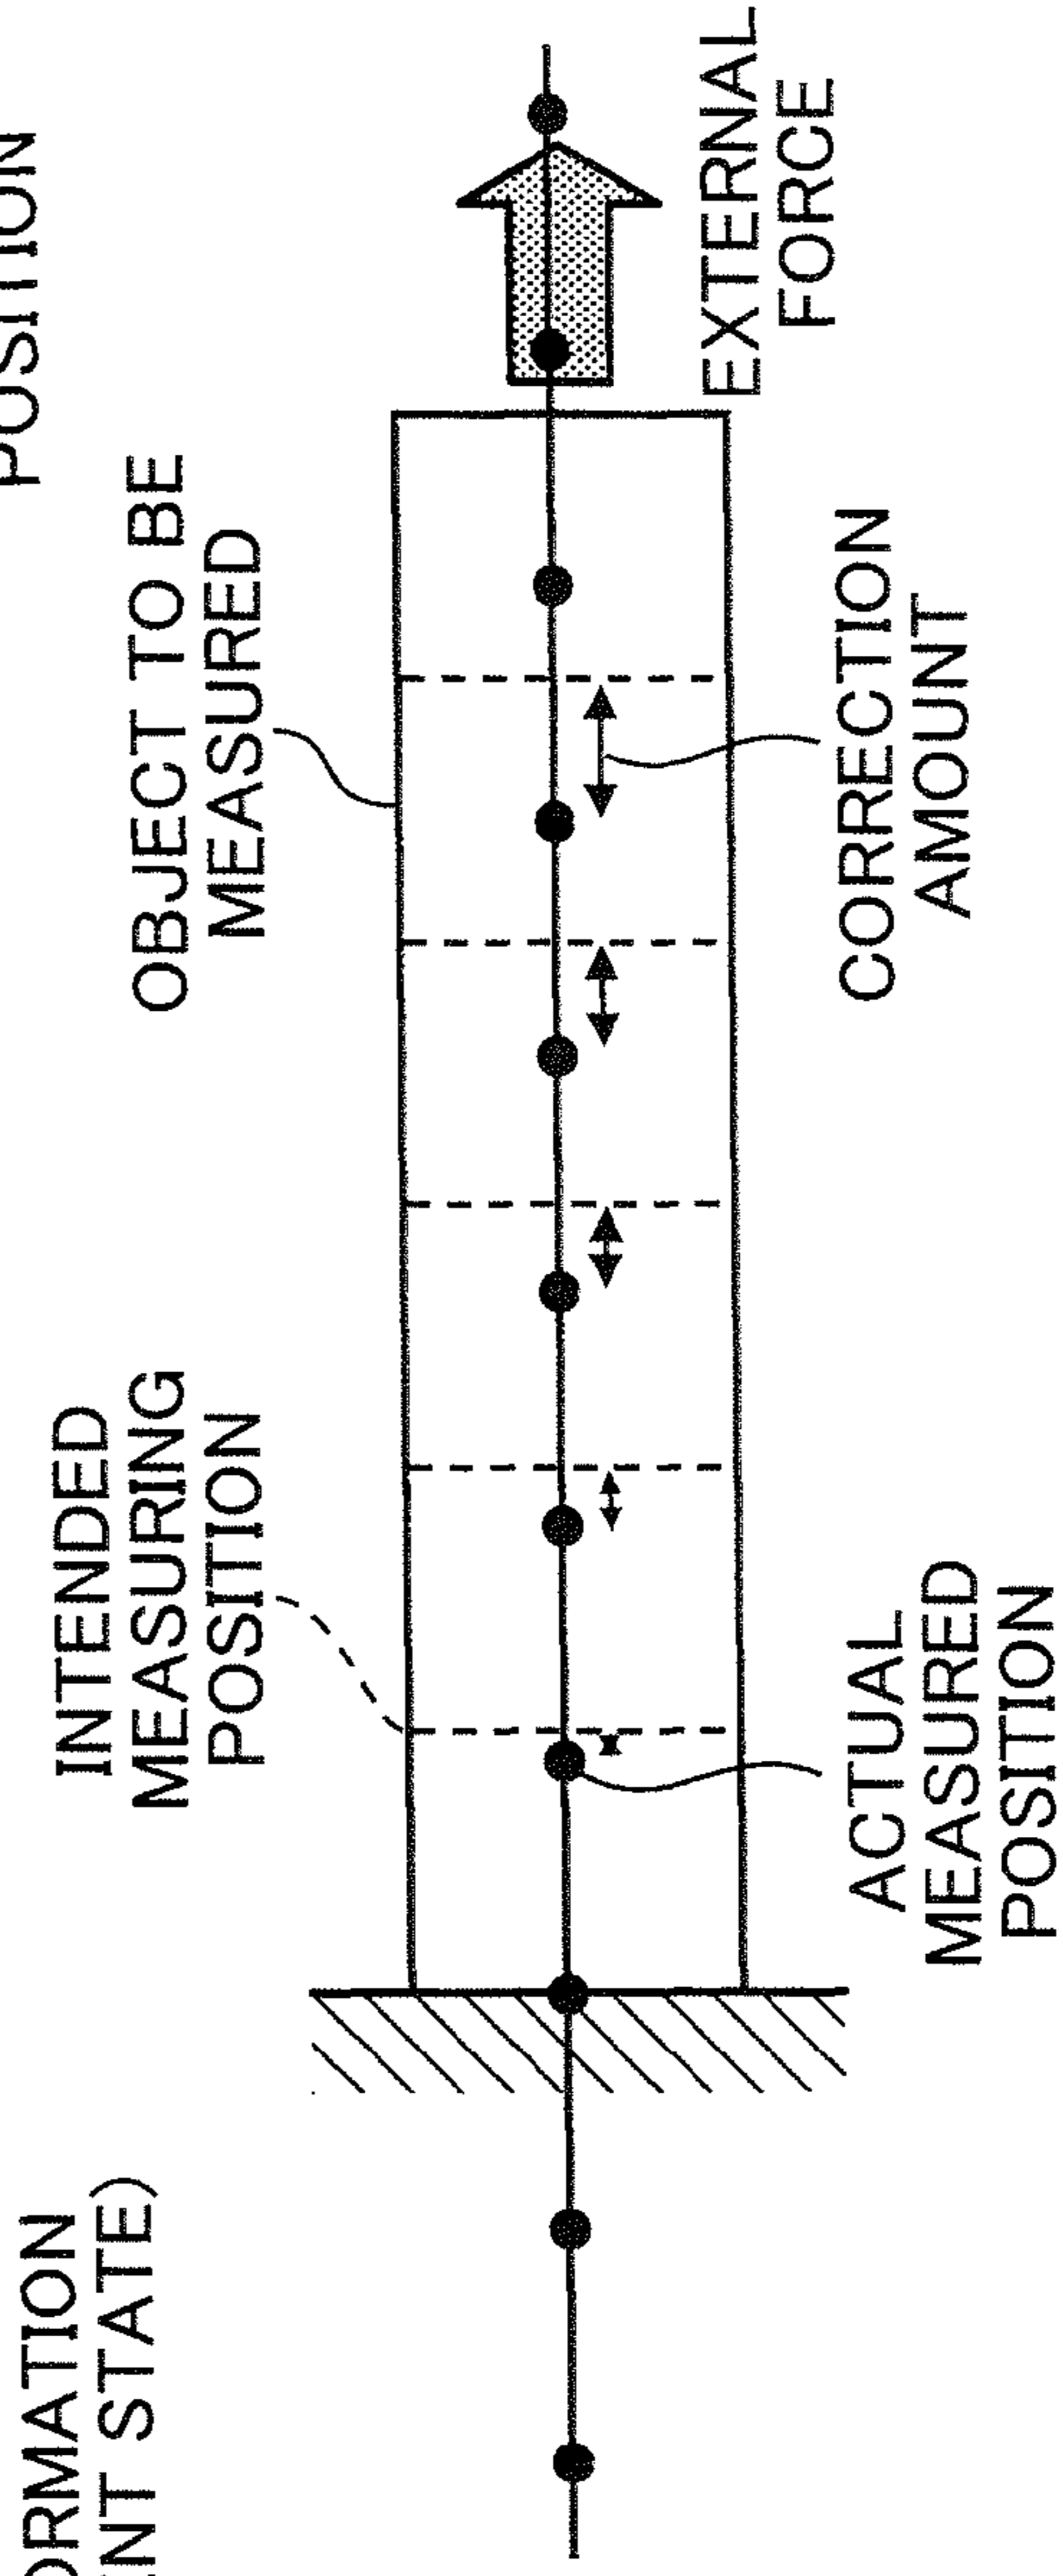 ORMATION
NT STATE)
POSITION
INTENDED
MEASURING
POSITION
OBJECT TO BE
MEASURED
EXTERNAL
FORCE
ACTUAL
MEASURED
POSITION
CORRECTION
AMOUNT